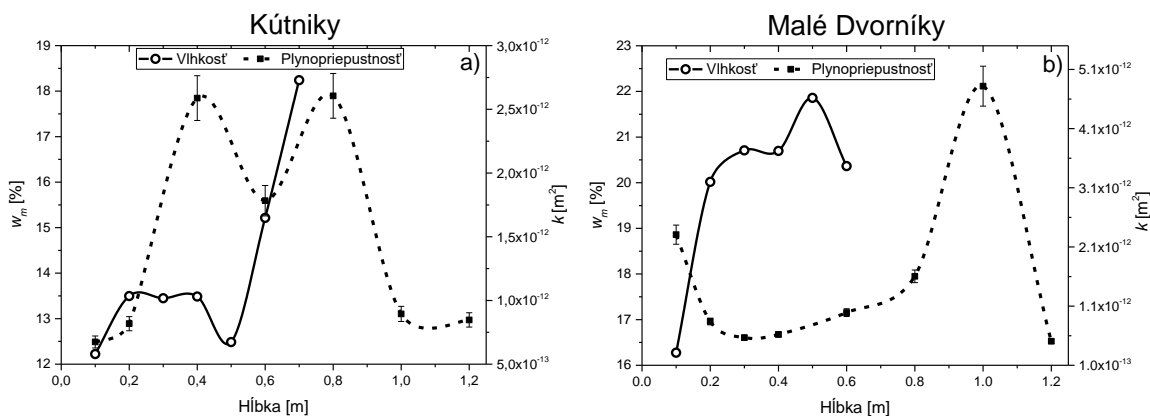 Kútniky
Malé Dvorníky
19
18
17
16
15
14
13
12
w_m [%]
Vlhkosť
Plynopriepustnosť
a)
3,0x10⁻¹²
2,5x10⁻¹²
2,0x10⁻¹²
1,5x10⁻¹²
1,0x10⁻¹²
5,0x10⁻¹³
k [m²]
0,0
0,2
0,4
0,6
0,8
1,0
1,2
Hĺbka [m]
23
22
21
20
19
18
17
16
w_m [%]
Vlhkosť
Plynopriepustnosť
b)
5.1x10⁻¹²
4.1x10⁻¹²
3.1x10⁻¹²
2.1x10⁻¹²
1.1x10⁻¹²
1.0x10⁻¹³
k [m²]
0.0
0.2
0.4
0.6
0.8
1.0
1.2
Hĺbka [m]